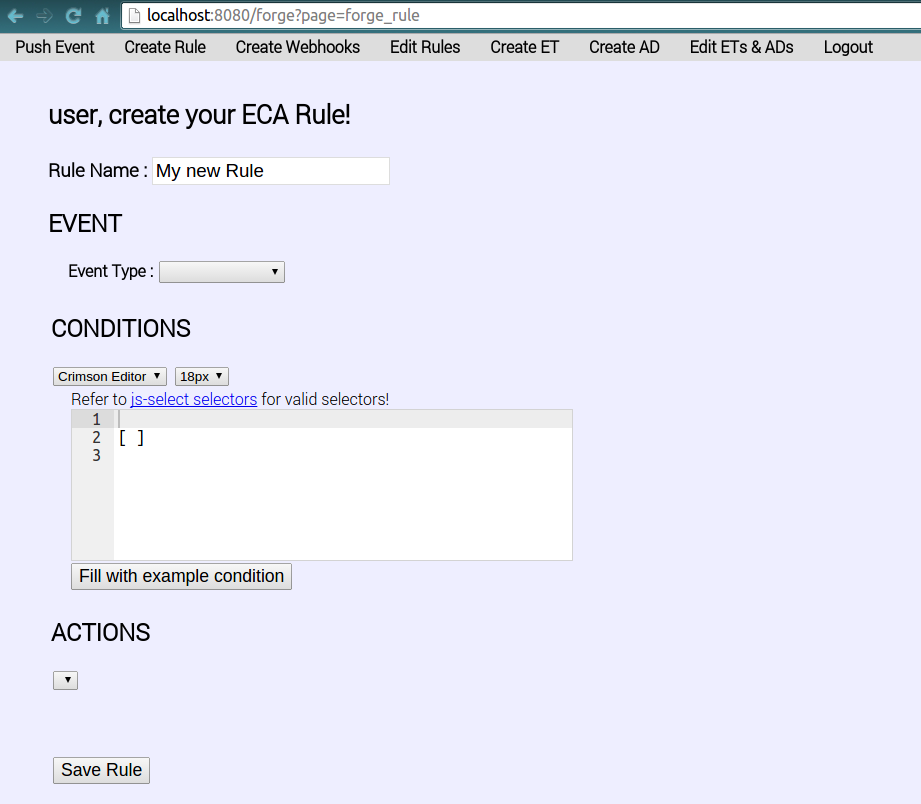 localhost:8080/forge?page=forge_rule
Push Event Create Rule Create Webhooks Edit Rules Create ET Create AD Edit ETs & ADs Logout
user, create your ECA Rule!
Rule Name : My new Rule
EVENT
Event Type :
CONDITIONS
Crimson Editor 18px
Refer to js-select selectors for valid selectors!
1
2 [ ]
3
Fill with example condition
ACTIONS
Save Rule